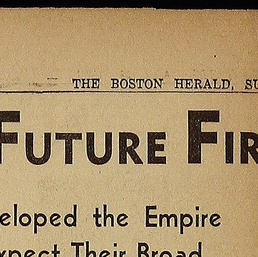 THE BOSTON HERALD, SU
FUTURE FIR
eloped the Empire
xpect Their Broad